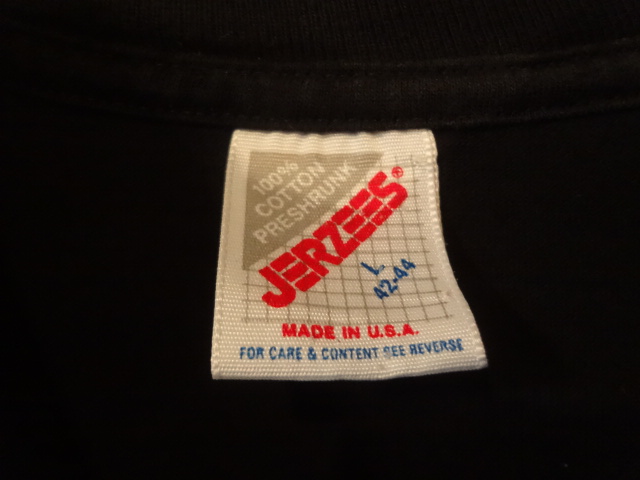 100%
COTTON
PRESHRUNK
JERZEES®
L
42-44
MADE IN U.S.A.
FOR CARE & CONTENT SEE REVERSE